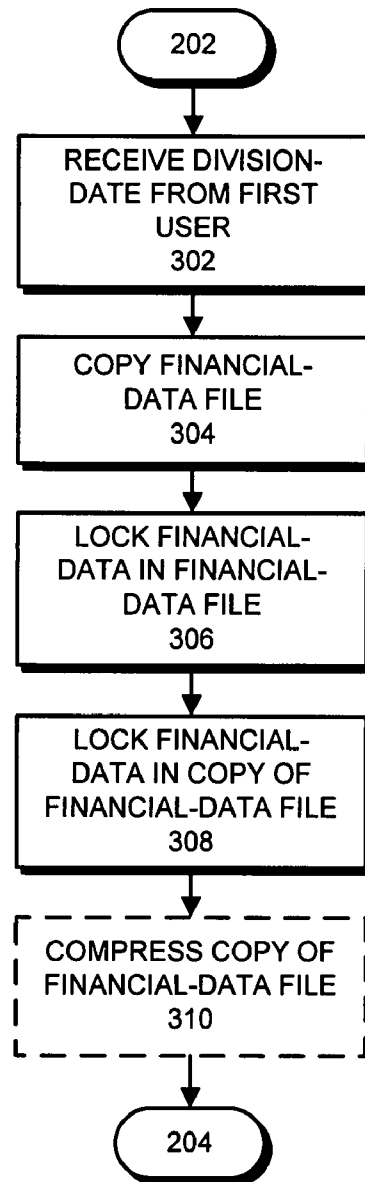 202
RECEIVE DIVISION-
DATE FROM FIRST
USER
302
COPY FINANCIAL-
DATA FILE
304
LOCK FINANCIAL-
DATA IN FINANCIAL-
DATA FILE
306
LOCK FINANCIAL-
DATA IN COPY OF
FINANCIAL-DATA FILE
308
COMPRESS COPY OF
FINANCIAL-DATA FILE
310
204